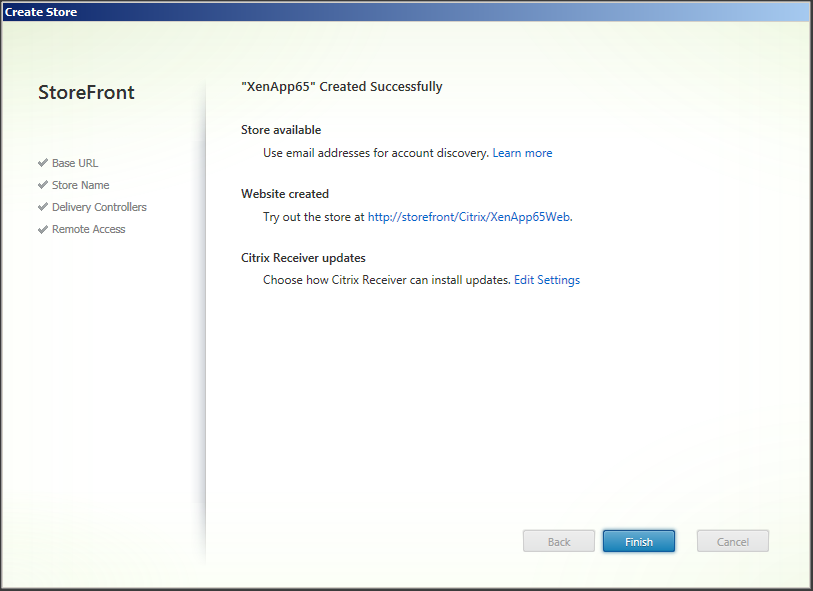 Create Store
StoreFront
Base URL
Store Name
Delivery Controllers
Remote Access
"XenApp65" Created Successfully
Store available
Use email addresses for account discovery. Learn more
Website created
Try out the store at http://storefront/Citrix/XenApp65Web.
Citrix Receiver updates
Choose how Citrix Receiver can install updates. Edit Settings
Back
Finish
Cancel